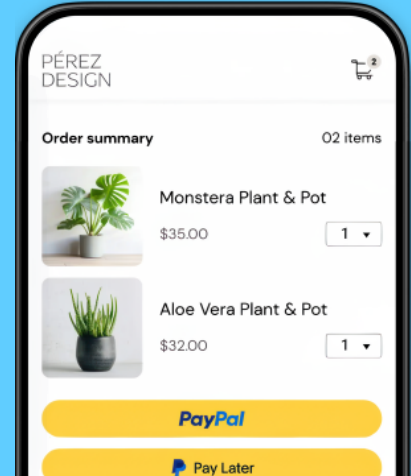 PÉREZ
DESIGN
2
Order summary 02 items
Monstera Plant & Pot
$35.00 1
Aloe Vera Plant & Pot
$32.00 1
PayPal
Pay Later